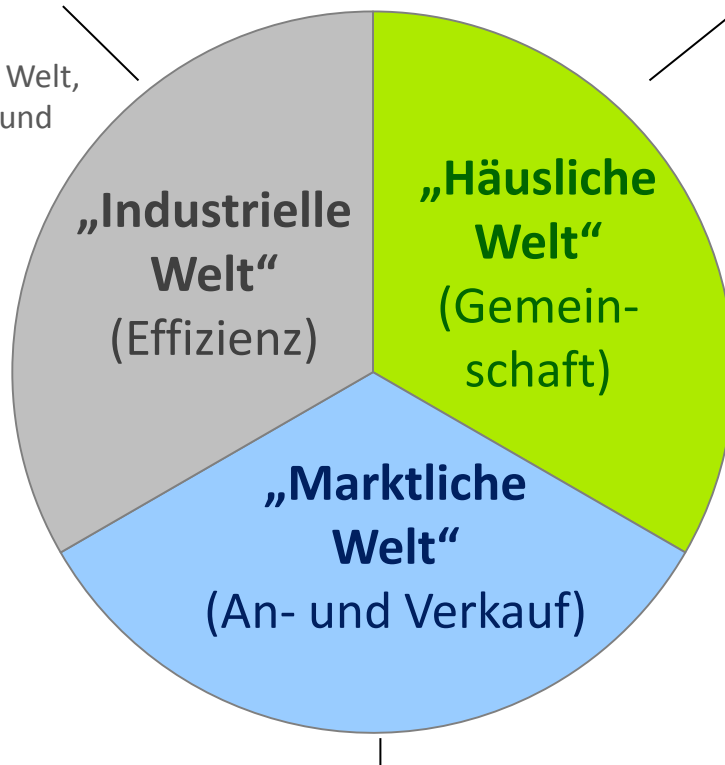 Welt,
und
„Industrielle
Welt“
(Effizienz)
„Häusliche
Welt“
(Gemein-
schaft)
„Marktliche
Welt“
(An- und Verkauf)